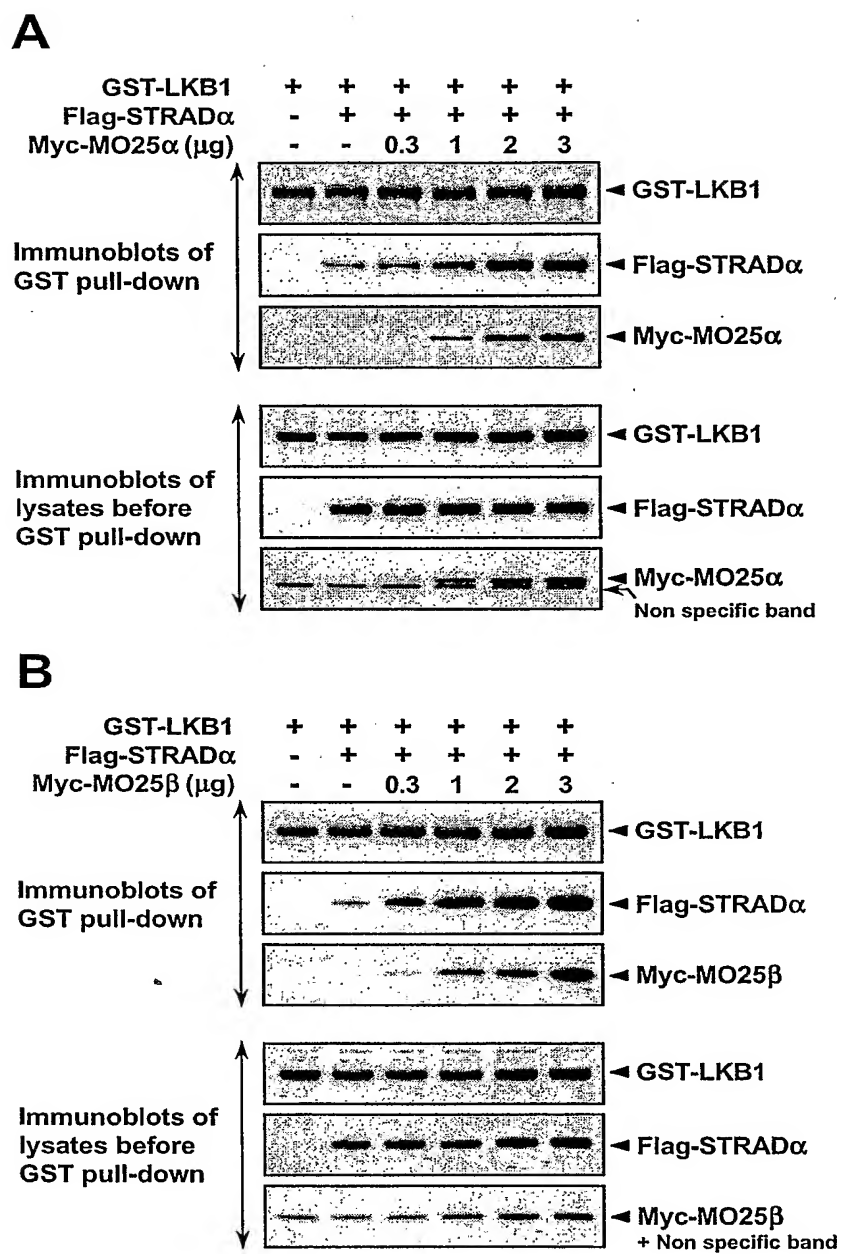 A
GST-LKB1 + + + + + +
Flag-STRADα - + + + + +
Myc-MO25α (µg) - - 0.3 1 2 3
Immunoblots of
GST pull-down
GST-LKB1
Flag-STRADα
Myc-MO25α
Immunoblots of
lysates before
GST pull-down
GST-LKB1
Flag-STRADα
Myc-MO25α
Non specific band
B
GST-LKB1 + + + + + +
Flag-STRADα - + + + + +
Myc-MO25β (µg) - - 0.3 1 2 3
Immunoblots of
GST pull-down
GST-LKB1
Flag-STRADα
Myc-MO25β
Immunoblots of
lysates before
GST pull-down
GST-LKB1
Flag-STRADα
Myc-MO25β
+ Non specific band